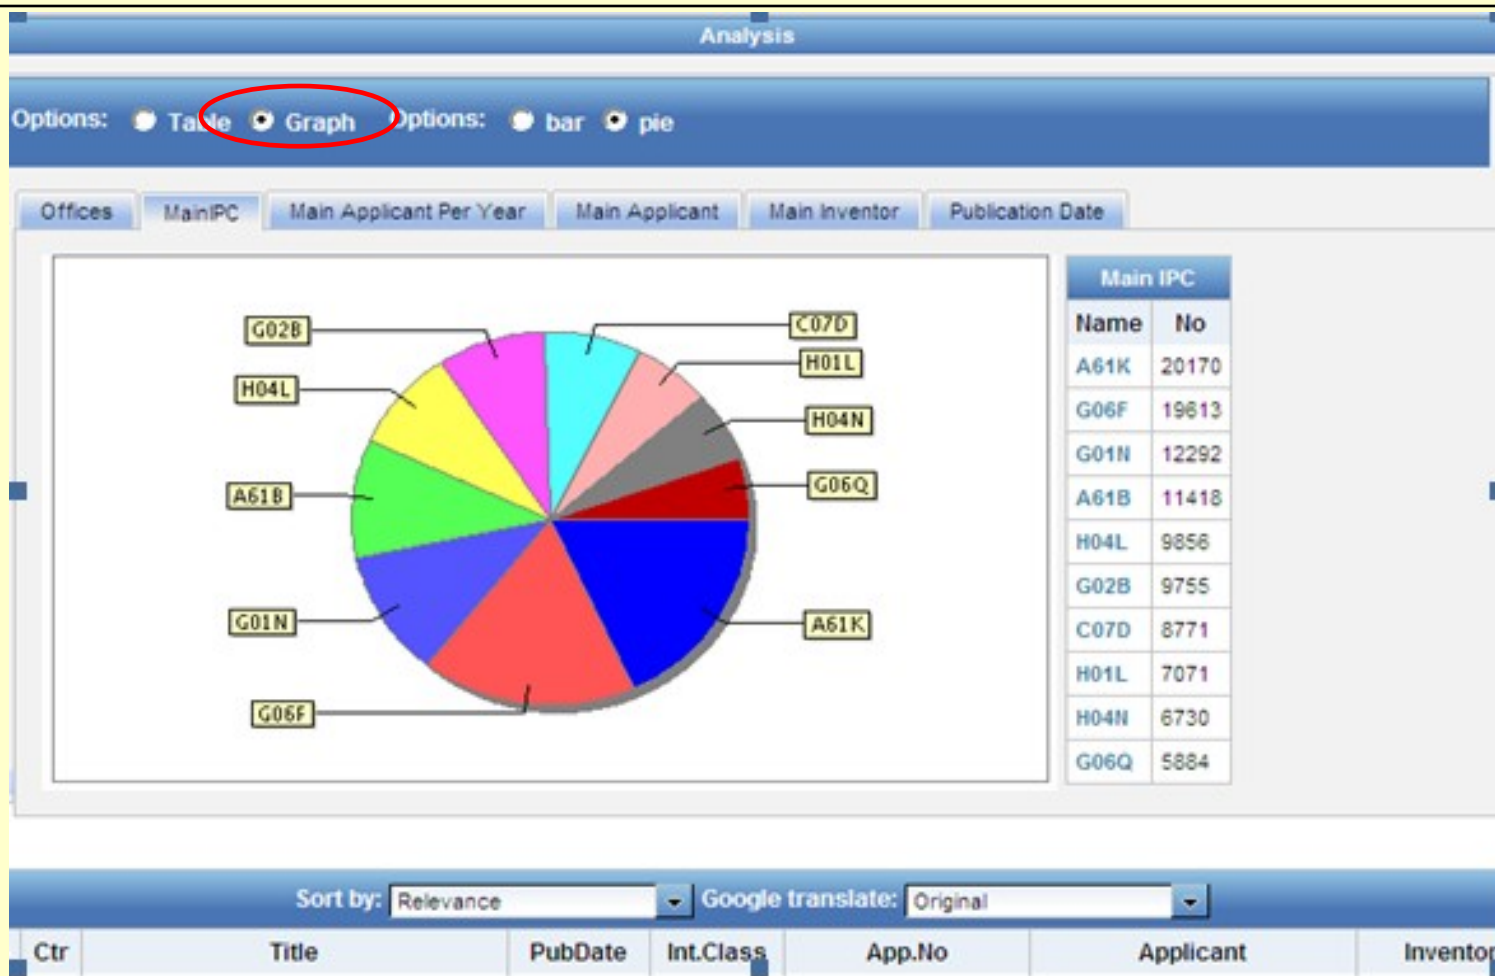 Analysis
Options: Table Graph Options: bar pie
Offices MainIPC Main Applicant Per Year Main Applicant Main Inventor Publication Date
G02B
H04L
A61B
G01N
G06F
C07D
H01L
H04N
G06Q
A61K
Main IPC
Name No
A61K 20170
G06F 19613
G01N 12292
A61B 11418
H04L 9856
G02B 9755
C07D 8771
H01L 7071
H04N 6730
G06Q 5884
Sort by: Relevance Google translate: Original
Ctr Title PubDate Int.Class App.No Applicant Inventor